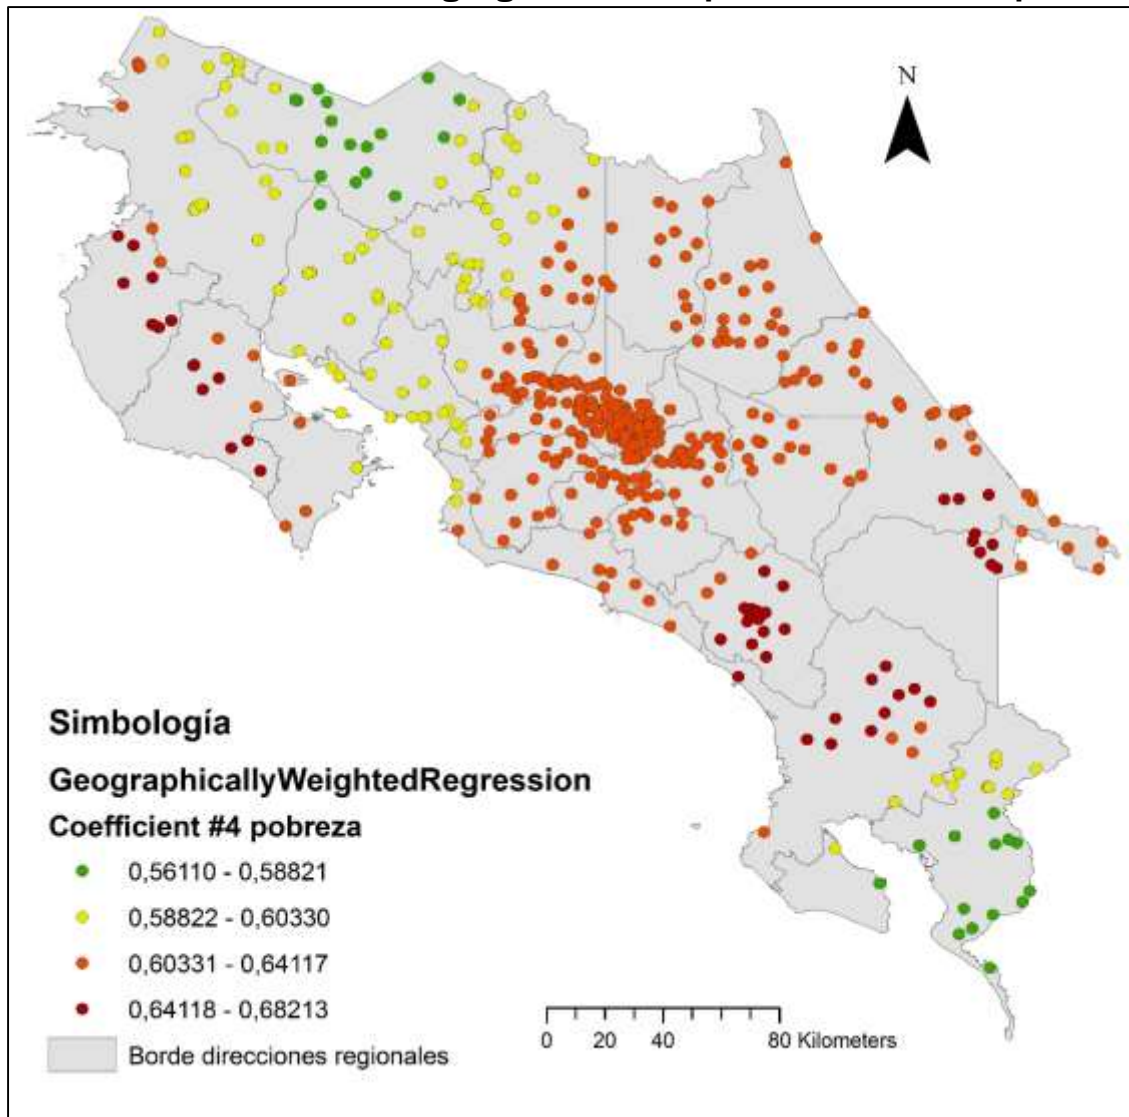 N
Simbología
GeographicallyWeightedRegression
Coefficient #4 pobreza
0,56110 - 0,58821
0,58822 - 0,60330
0,60331 - 0,64117
0,64118 - 0,68213
Borde direcciones regionales
0 20 40 80 Kilometers